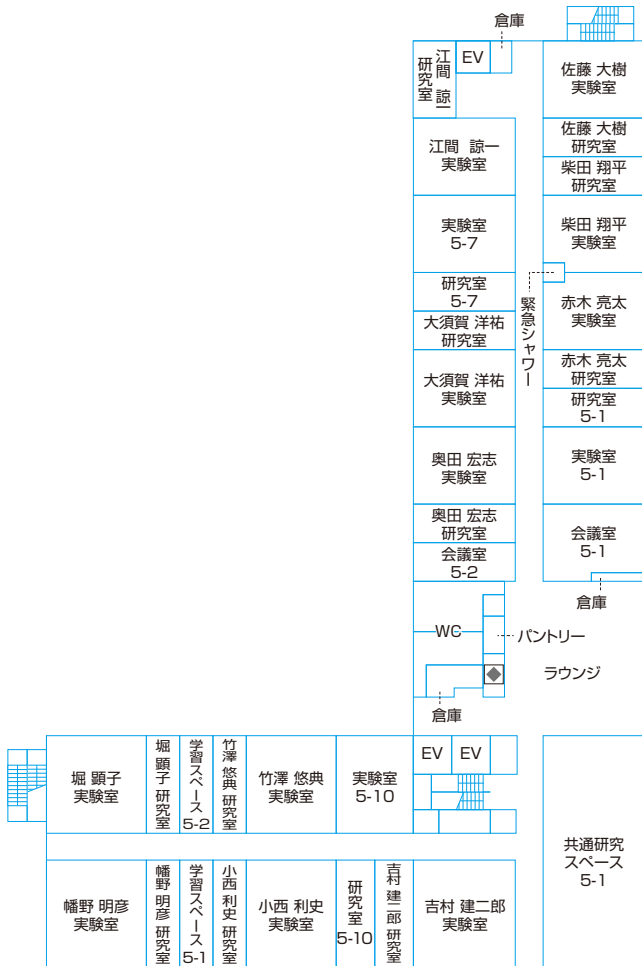 倉庫
江間 諒一
研究室
EV
佐藤 大樹
実験室
江間 諒一
実験室
佐藤 大樹
研究室
柴田 翔平
研究室
実験室
5-7
柴田 翔平
実験室
研究室
5-7
緊急シャワー
赤木 亮太
実験室
大須賀 洋祐
研究室
大須賀 洋祐
実験室
赤木 亮太
研究室
研究室
5-1
奥田 宏志
実験室
実験室
5-1
奥田 宏志
研究室
会議室
5-2
会議室
5-1
倉庫
WC
パントリー
ラウンジ
倉庫
堀 顕子
実験室
堀 顕子 研究室
学習スペース
5-2
竹澤 悠典 研究室
竹澤 悠典
実験室
実験室
5-10
EV
EV
共通研究
スペース
5-1
幡野 明彦
実験室
幡野 明彦 研究室
学習スペース
5-1
小西 利史 研究室
小西 利史
実験室
研究室
5-10
吉村 建二郎 研究室
吉村 建二郎
実験室